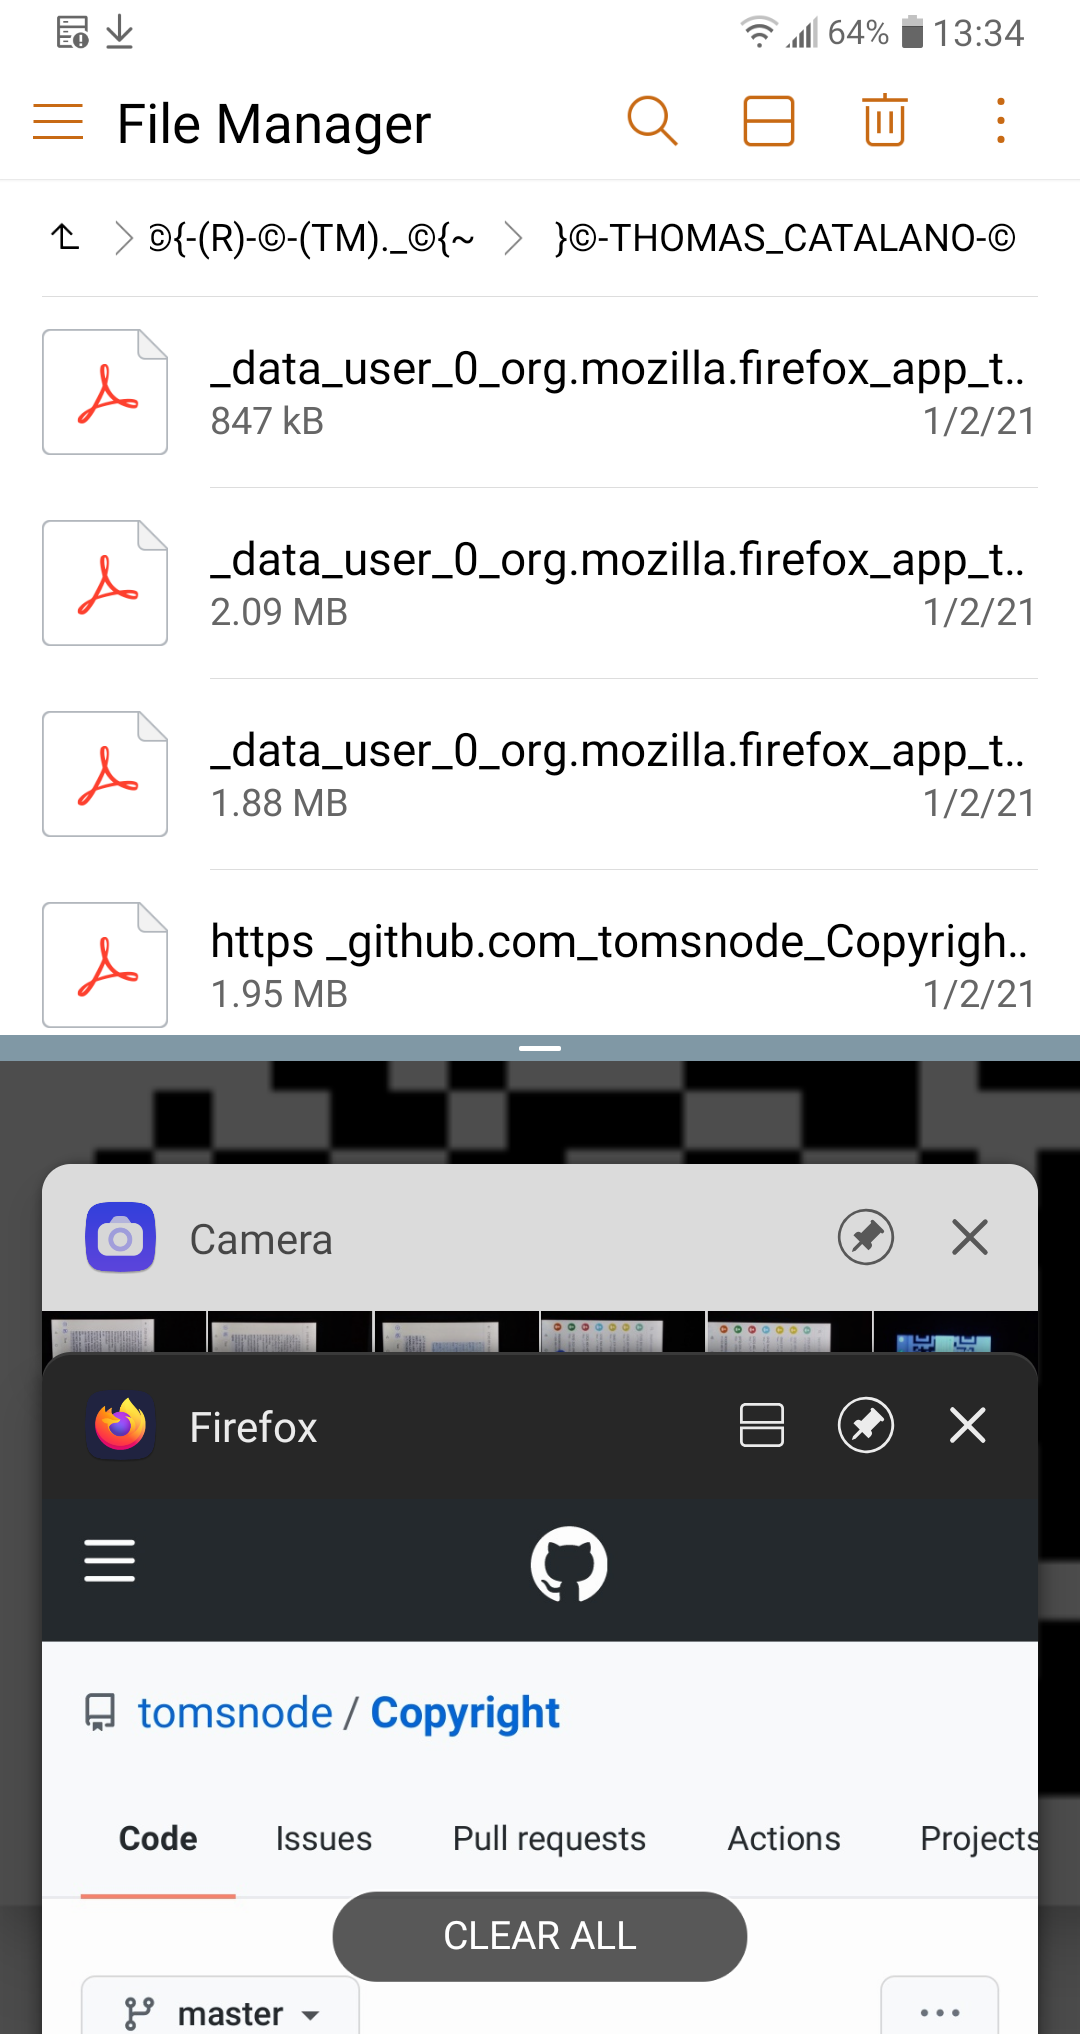 64% 13:34
File Manager
©{-(R)-©-(TM)._©{~ }©-THOMAS_CATALANO-©
_data_user_0_org.mozilla.firefox_app_t..
847 kB 1/2/21
_data_user_0_org.mozilla.firefox_app_t..
2.09 MB 1/2/21
_data_user_0_org.mozilla.firefox_app_t..
1.88 MB 1/2/21
https _github.com_tomsnode_Copyrigh..
1.95 MB 1/2/21
Camera
Firefox
tomsnode / Copyright
Code Issues Pull requests Actions Projects
CLEAR ALL
master